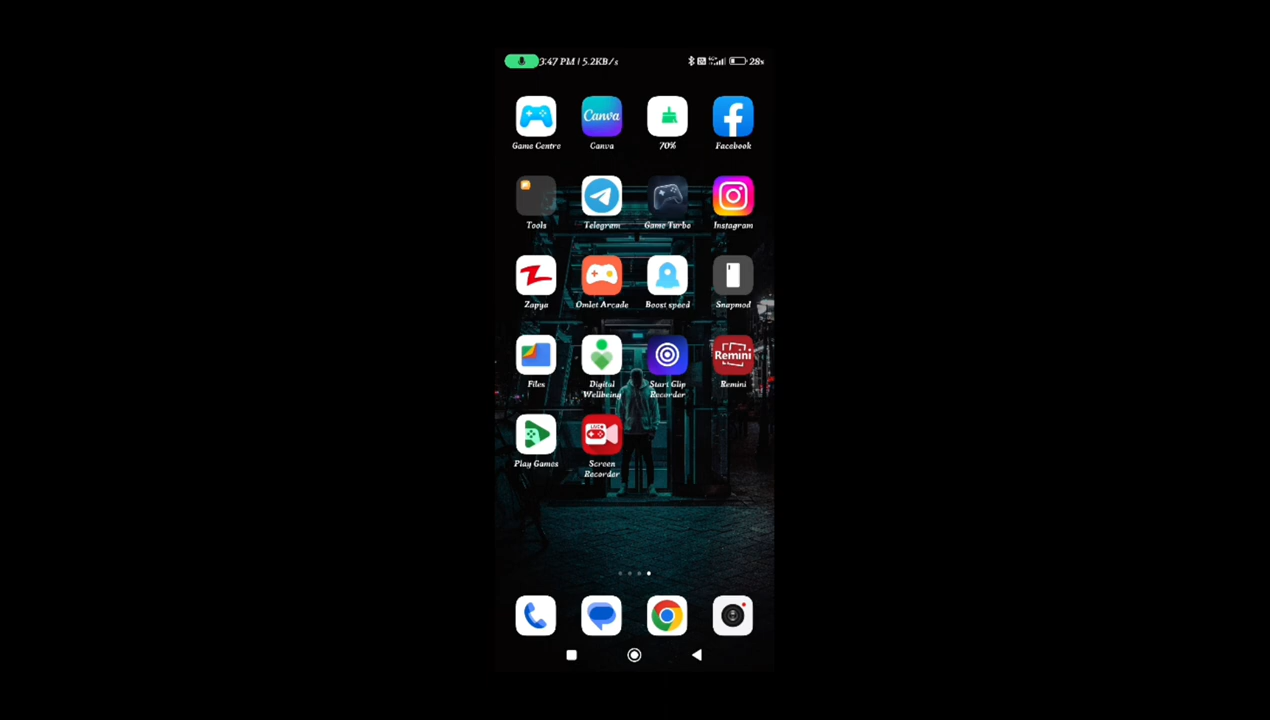 3:47 PM | 5.2KB/s 28%
Canva
Game Centre Canva 70% Facebook
Tools Telegram Game Turbo Instagram
Zapya Omlet Arcade Boost speed Snapmod
Remini
Files Digital Wellbeing Start Clip Recorder Remini
LIVE
Play Games Screen Recorder